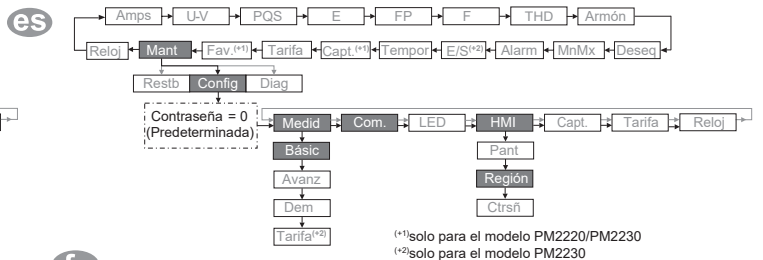 es
Amps U-V PQS E FP F THD Armón
Reloj Mant Fav.(+1) Tarifa Capt.(+1) Tempor E/S(+2) Alarm MnMx Deseq
Restb Config Diag
Contraseña = 0
(Predeterminada)
Medid Com. LED HMI Capt. Tarifa Reloj
Básic Pant
Avanz Región
Dem Ctrsñ
Tarifa(+2)
(+1)solo para el modelo PM2220/PM2230
(+2)solo para el modelo PM2230